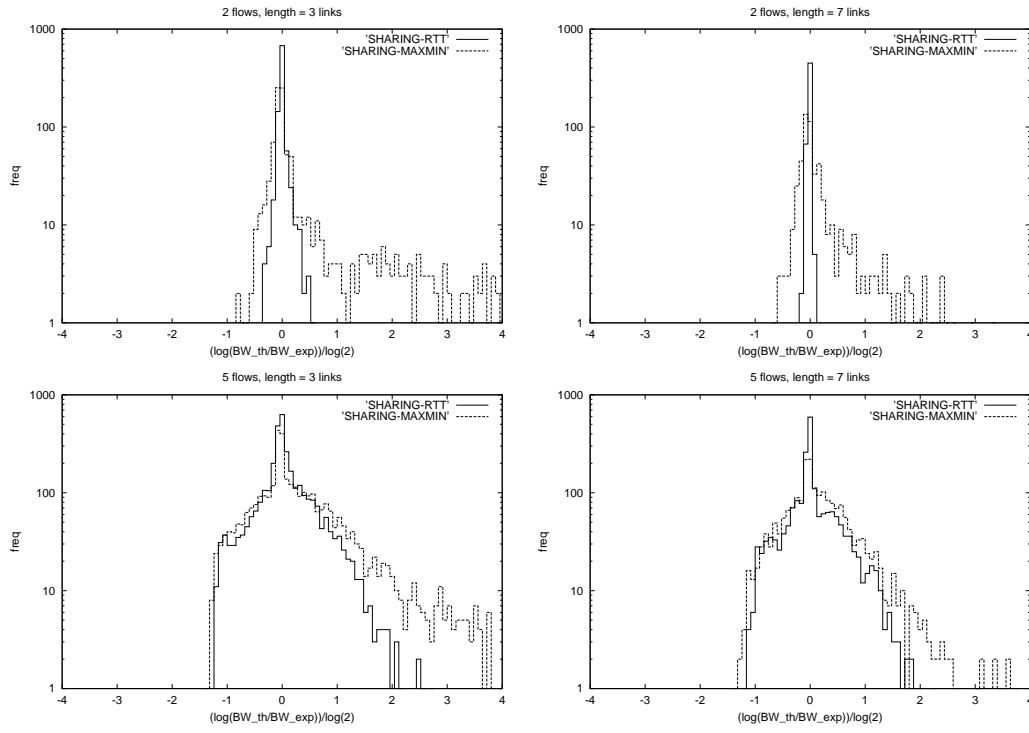 2 flows, length = 3 links
1000
100
10
1
freq
'SHARING-RTT'
'SHARING-MAXMIN'
-4 -3 -2 -1 0 1 2 3 4
(log(BW_th/BW_exp))/log(2)
2 flows, length = 7 links
1000
100
10
1
freq
'SHARING-RTT'
'SHARING-MAXMIN'
-4 -3 -2 -1 0 1 2 3 4
(log(BW_th/BW_exp))/log(2)
5 flows, length = 3 links
1000
100
10
1
freq
'SHARING-RTT'
'SHARING-MAXMIN'
-4 -3 -2 -1 0 1 2 3 4
(log(BW_th/BW_exp))/log(2)
5 flows, length = 7 links
1000
100
10
1
freq
'SHARING-RTT'
'SHARING-MAXMIN'
-4 -3 -2 -1 0 1 2 3 4
(log(BW_th/BW_exp))/log(2)